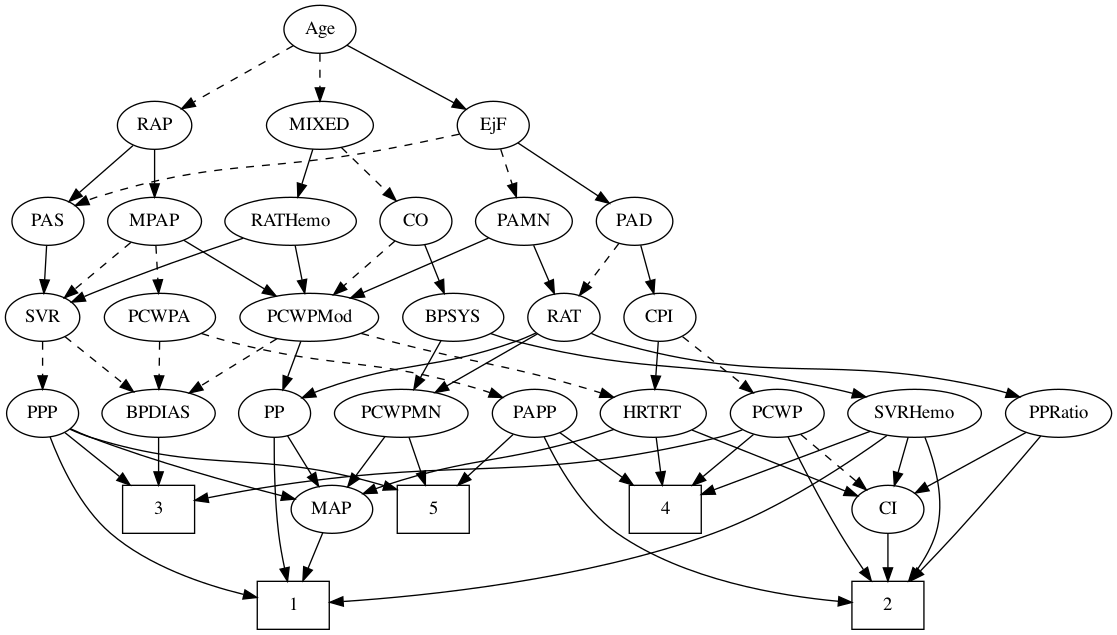 Age
RAP
MIXED
EjF
PAS
MPAP
RATHemo
CO
PAMN
PAD
SVR
PCWPA
PCWPMod
BPSYS
RAT
CPI
PPP
BPDIAS
PP
PCWPMN
PAPP
HRTRT
PCWP
SVRHemo
PPRatio
3
MAP
5
4
CI
1
2